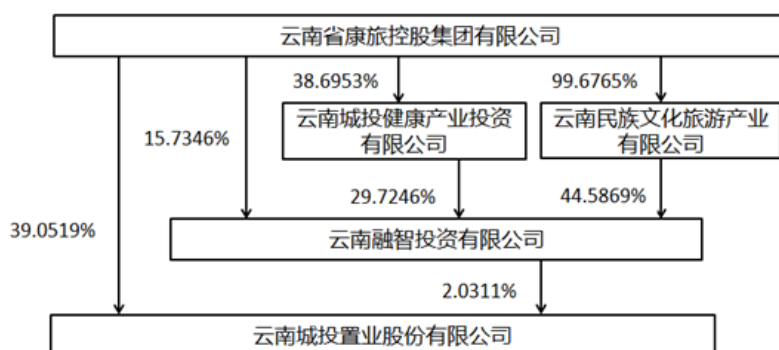 云南省康旅控股集团有限公司
38.6953%
99.6765%
15.7346%
云南城投健康产业投资
有限公司
云南民族文化旅游产业
有限公司
29.7246%
44.5869%
39.0519%
云南融智投资有限公司
2.0311%
云南城投置业股份有限公司